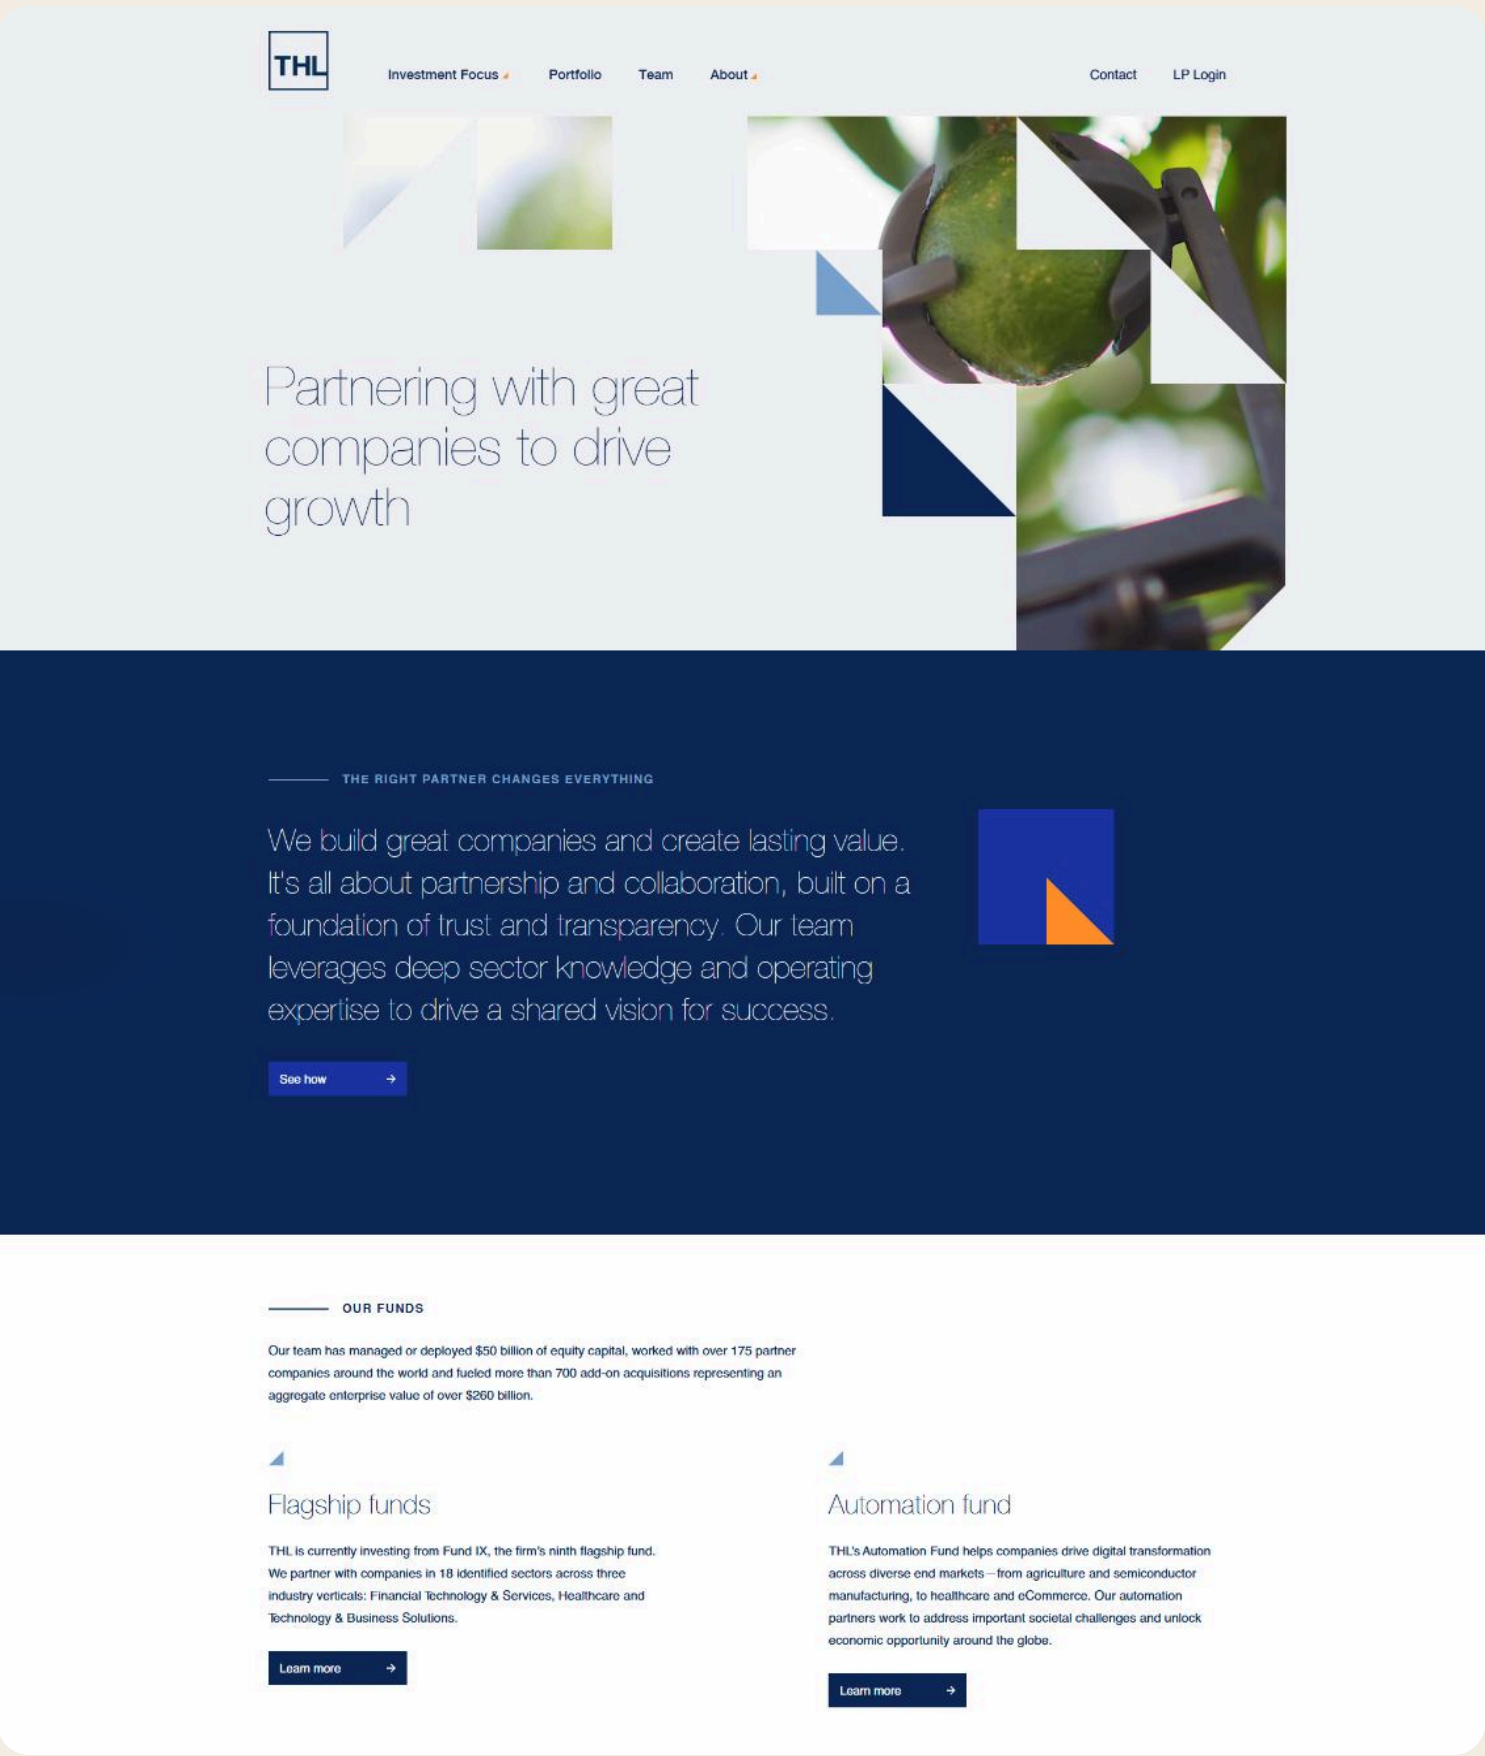 THL
Investment Focus
Portfolio
Team
About
Contact
LP Login
Partnering with great
companies to drive
growth
THE RIGHT PARTNER CHANGES EVERYTHING
We build great companies and create lasting value.
It's all about partnership and collaboration, built on a
foundation of trust and transparency. Our team
leverages deep sector knowledge and operating
expertise to drive a shared vision for success.
See how →
OUR FUNDS
Our team has managed or deployed $50 billion of equity capital, worked with over 175 partner
companies around the world and fueled more than 700 add-on acquisitions representing an
aggregate enterprise value of over $260 billion.
Flagship funds
THL is currently investing from Fund IX, the firm's ninth flagship fund.
We partner with companies in 18 identified sectors across three
industry verticals: Financial Technology & Services, Healthcare and
Technology & Business Solutions.
Learn more →
Automation fund
THL's Automation Fund helps companies drive digital transformation
across diverse end markets—from agriculture and semiconductor
manufacturing, to healthcare and eCommerce. Our automation
partners work to address important societal challenges and unlock
economic opportunity around the globe.
Learn more →